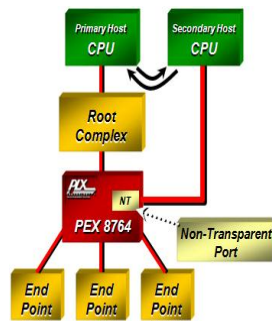 Primary Host
CPU
Secondary Host
CPU
Root
Complex
PLX
NT
PEX 8764
Non-Transparent
Port
End
Point
End
Point
End
Point